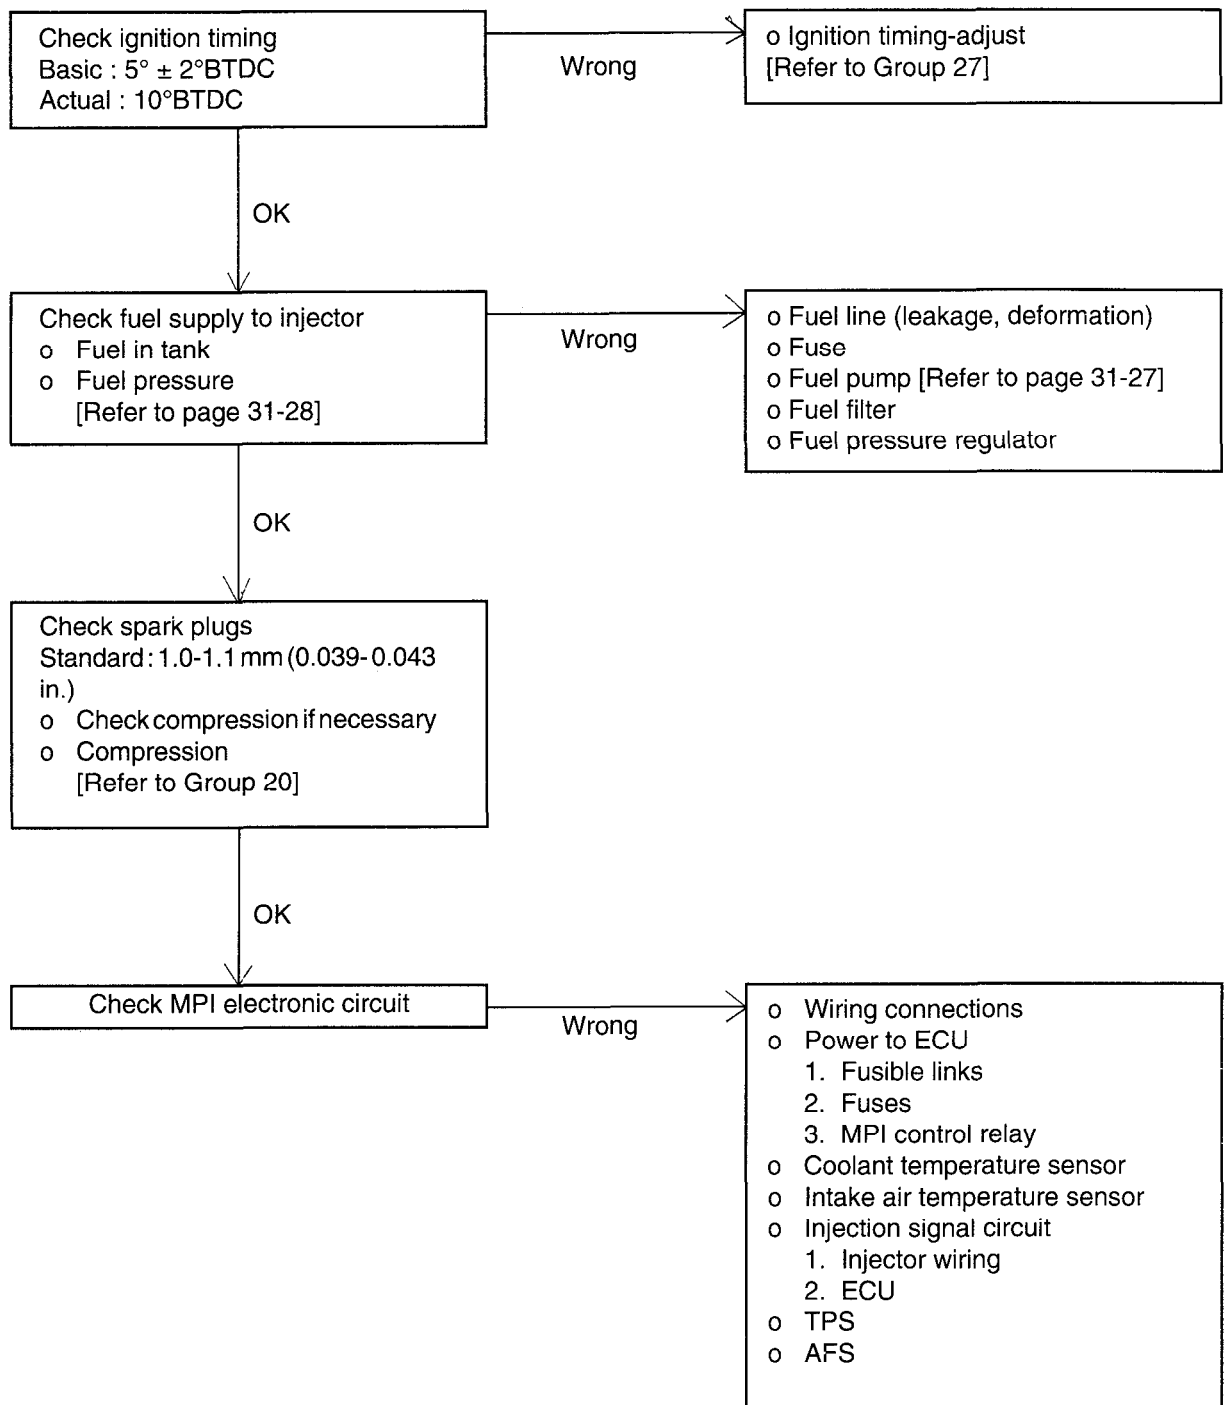 Check ignition timing
Basic : 5° ± 2°BTDC
Actual : 10°BTDC
Wrong
o Ignition timing-adjust
[Refer to Group 27]
OK
Check fuel supply to injector
o Fuel in tank
o Fuel pressure
[Refer to page 31-28]
Wrong
o Fuel line (leakage, deformation)
o Fuse
o Fuel pump [Refer to page 31-27]
o Fuel filter
o Fuel pressure regulator
OK
Check spark plugs
Standard : 1.0-1.1 mm (0.039-0.043
in.)
o Check compression if necessary
o Compression
[Refer to Group 20]
OK
Check MPI electronic circuit
Wrong
o Wiring connections
o Power to ECU
1. Fusible links
2. Fuses
3. MPI control relay
o Coolant temperature sensor
o Intake air temperature sensor
o Injection signal circuit
1. Injector wiring
2. ECU
o TPS
o AFS